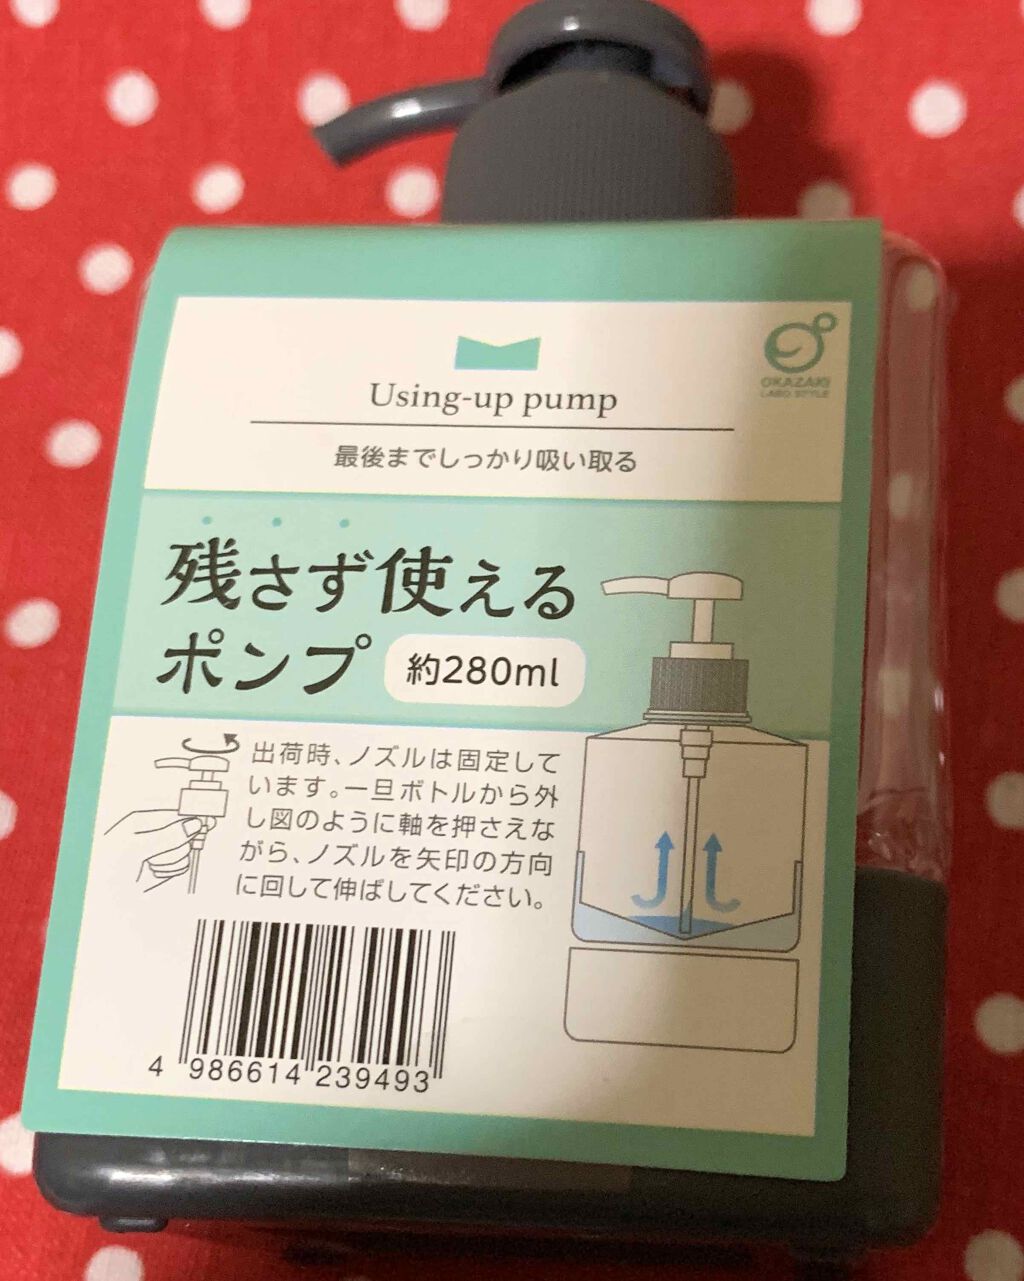 OKAZAKI
LABO STYLE
Using-up pump
最後までしっかり吸い取る
残さず使える
ポンプ 約280ml
出荷時、ノズルは固定して
います。一旦ボトルから外
し図のように軸を押さえな
がら、ノズルを矢印の方向
に回して伸ばしてください。
4 986614 239493